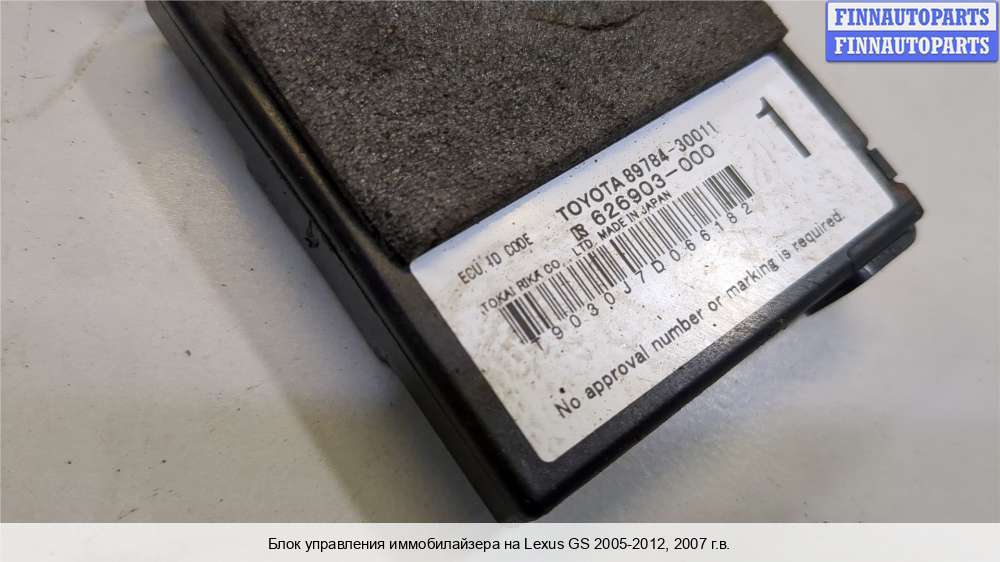 FINNAUTOPARTS
FINNAUTOPARTS
TOYOTA 89784-30011
626903-000
1
ECU ID CODE
TOKAI RIKA CO., LTD. MADE IN JAPAN
No approval number or marking is required.
Блок управления иммобилайзера на Lexus GS 2005-2012, 2007 г.в.